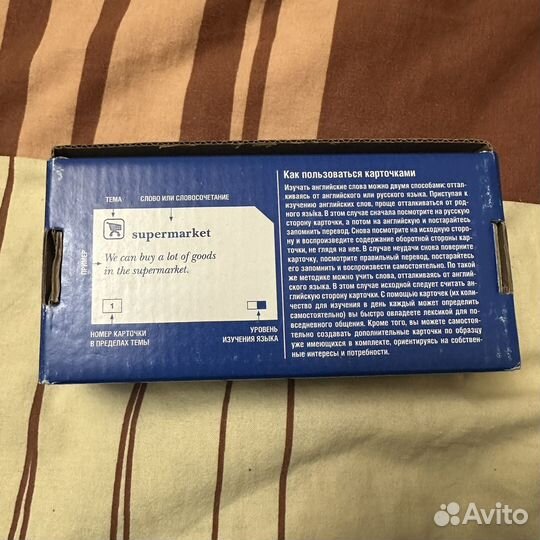 ТЕМА
СЛОВО ИЛИ СЛОВОСОЧЕТАНИЕ
supermarket
ПРИМЕР
We can buy a lot of goods
in the supermarket.
1
НОМЕР КАРТОЧКИ
В ПРЕДЕЛАХ ТЕМЫ
УРОВЕНЬ
ИЗУЧЕНИЯ ЯЗЫКА
Как пользоваться карточками
Изучать английские слова можно двумя способами: оттал-
киваясь от английского или русского языка. Приступая к
изучению английских слов, проще отталкиваться от род-
ного языка. В этом случае сначала посмотрите на русскую
сторону карточки, а потом на английскую и постарайтесь
запомнить перевод. Снова посмотрите на исходную сторо-
ну и воспроизведите содержание оборотной стороны кар-
точки, не глядя на нее. В случае неудачи снова поверните
карточку, посмотрите правильный перевод, постарайтесь
его запомнить и воспроизвести самостоятельно. По такой
же методике можно учить слова, отталкиваясь от англий-
ского языка. В этом случае исходной следует считать ан-
глийскую сторону карточки. С помощью карточек (их коли-
чество для изучения в день каждый может определить
самостоятельно) вы быстро овладеете лексикой для по-
вседневного общения. Кроме того, вы можете самостоя-
тельно создавать дополнительные карточки по образцу
уже имеющихся в комплекте, ориентируясь на собствен-
ные интересы и потребности.
Avito